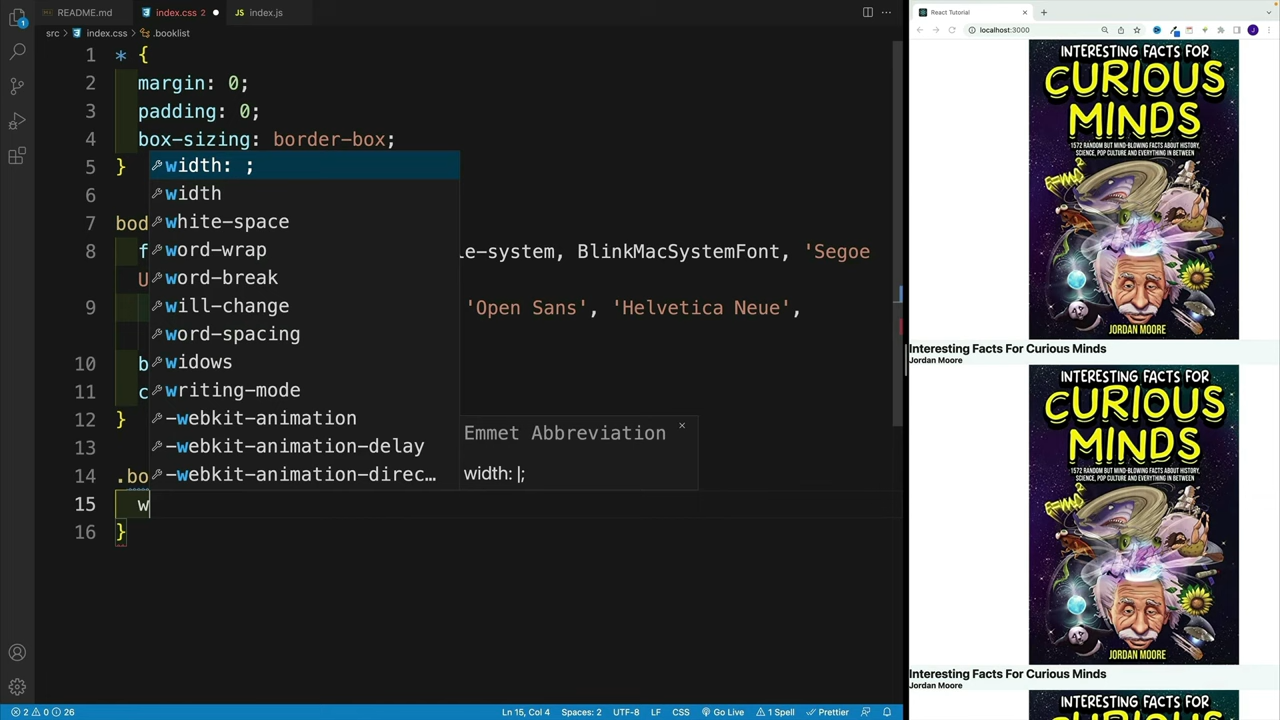 README.md
index.css 2
index.js
src > index.css > .booklist
1 * {
2 margin: 0;
3 padding: 0;
4 box-sizing: border-box;
5 }
width: ;
6
width
white-space
7 bod
word-wrap
8 f le-system, BlinkMacSystemFont, 'Segoe
word-break
U
will-change
9 'Open Sans', 'Helvetica Neue',
word-spacing
widows
10 b
writing-mode
11 c
-webkit-animation
12 }
-webkit-animation-delay
13
-webkit-animation-direc…
14 .bo
Emmet Abbreviation ×
width: |;
15 w
16 }
2 0 26
Ln 15, Col 4
Spaces: 2
UTF-8
LF
CSS
Go Live
1 Spell
Prettier
React Tutorial
localhost:3000
INTERESTING FACTS FOR
CURIOUS
MINDS
1572 RANDOM BUT MIND-BLOWING FACTS ABOUT HISTORY,
SCIENCE, POP CULTURE AND EVERYTHING IN BETWEEN
E=mc2
JORDAN MOORE
Interesting Facts For Curious Minds
Jordan Moore
INTERESTING FACTS FOR
CURIOUS
MINDS
1572 RANDOM BUT MIND-BLOWING FACTS ABOUT HISTORY,
SCIENCE, POP CULTURE AND EVERYTHING IN BETWEEN
E=mc2
JORDAN MOORE
Interesting Facts For Curious Minds
Jordan Moore
INTERESTING FACTS FOR
CURIOUS